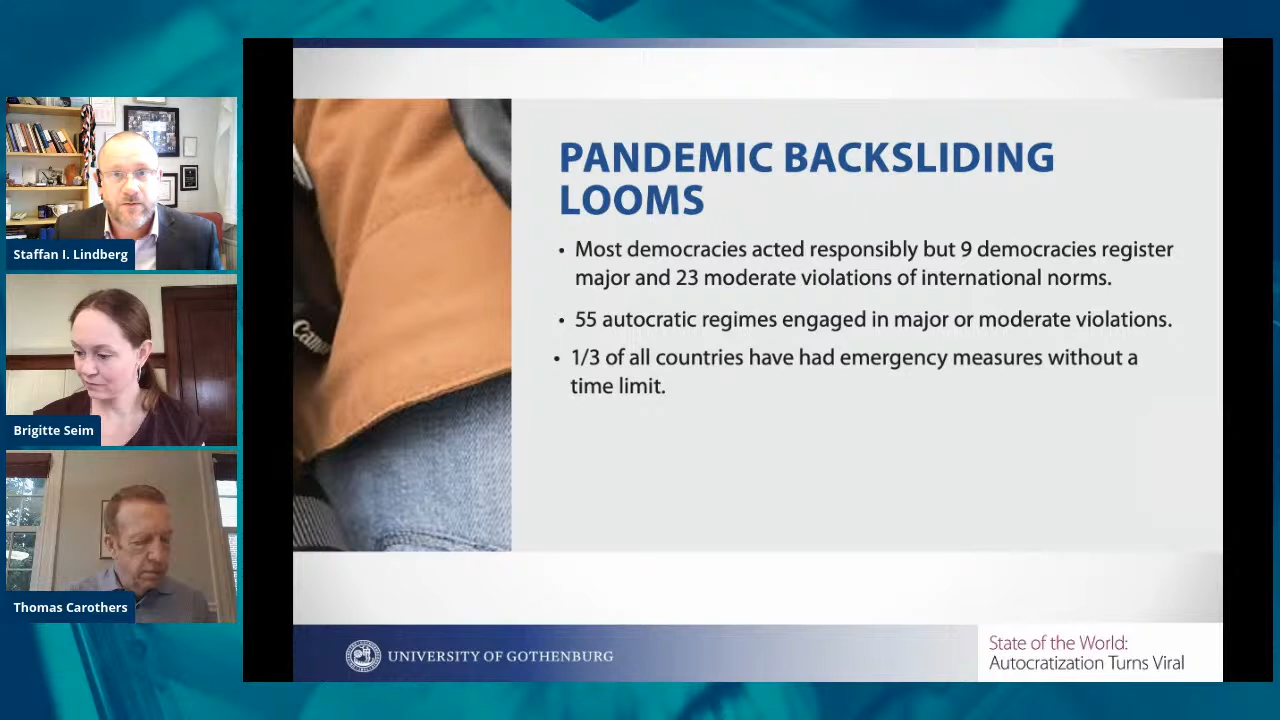 Staffan I. Lindberg
Brigitte Seim
Thomas Carothers
PANDEMIC BACKSLIDING
LOOMS
• Most democracies acted responsibly but 9 democracies register
major and 23 moderate violations of international norms.
• 55 autocratic regimes engaged in major or moderate violations.
• 1/3 of all countries have had emergency measures without a
time limit.
UNIVERSITY OF GOTHENBURG
State of the World:
Autocratization Turns Viral